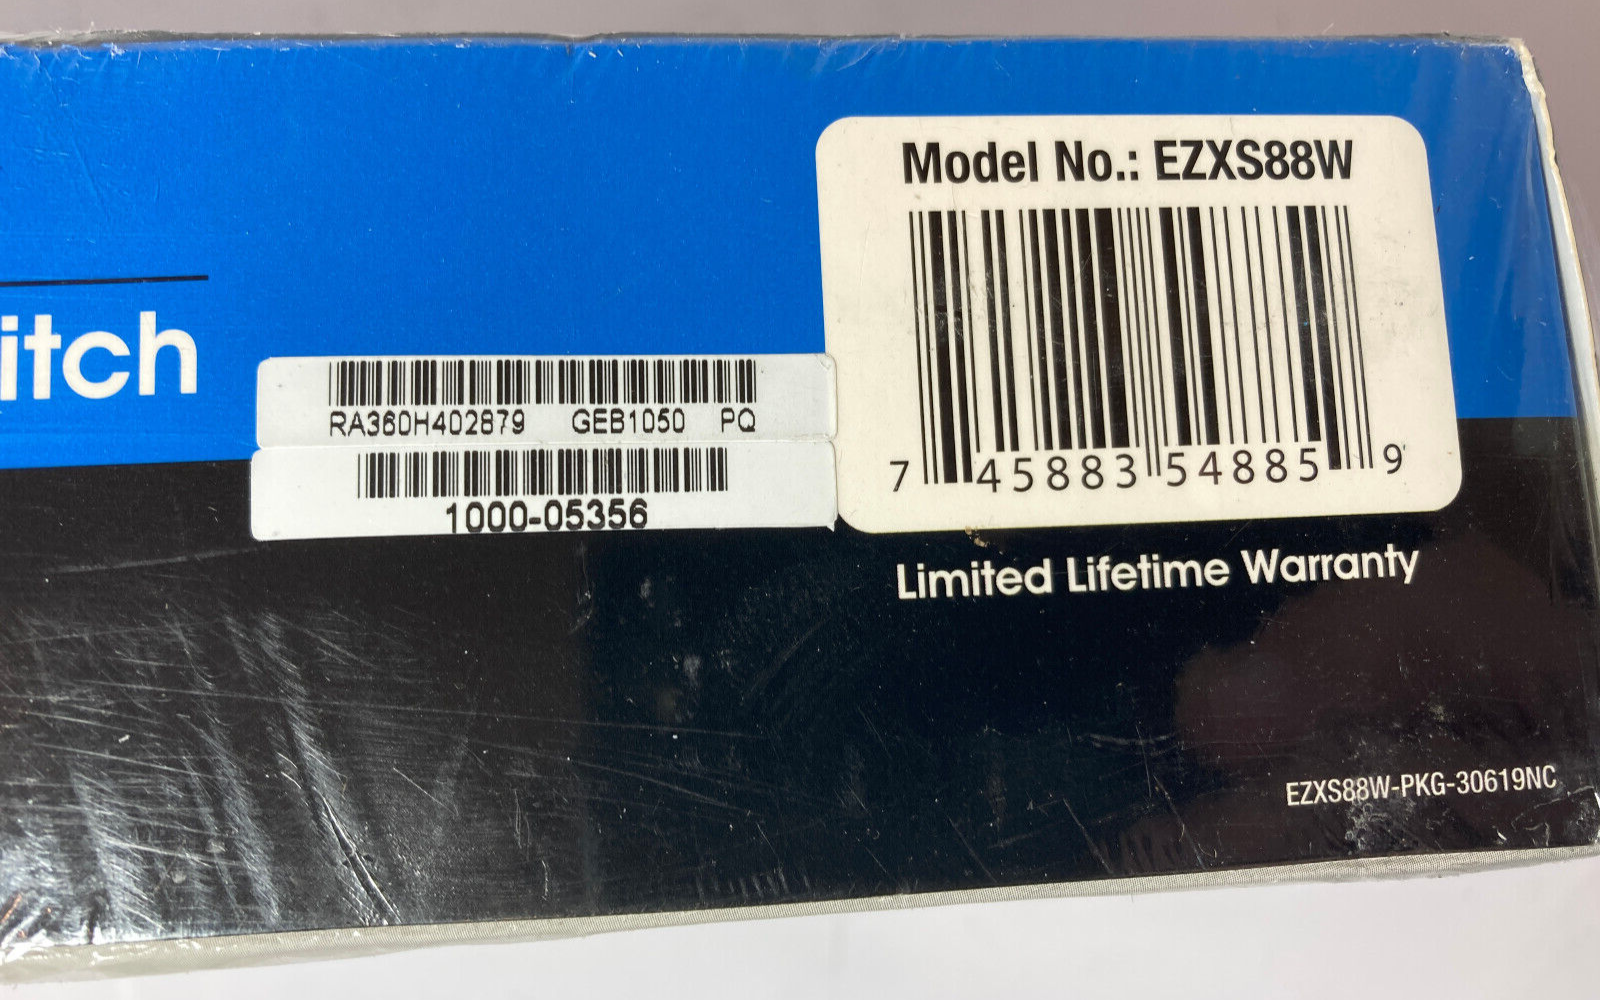 Model No.: EZXS88W
7 45883 54885 9
itch
RA360H402879 GEB1050 PQ
1000-05356
Limited Lifetime Warranty
EZXS88W-PKG-30619NC